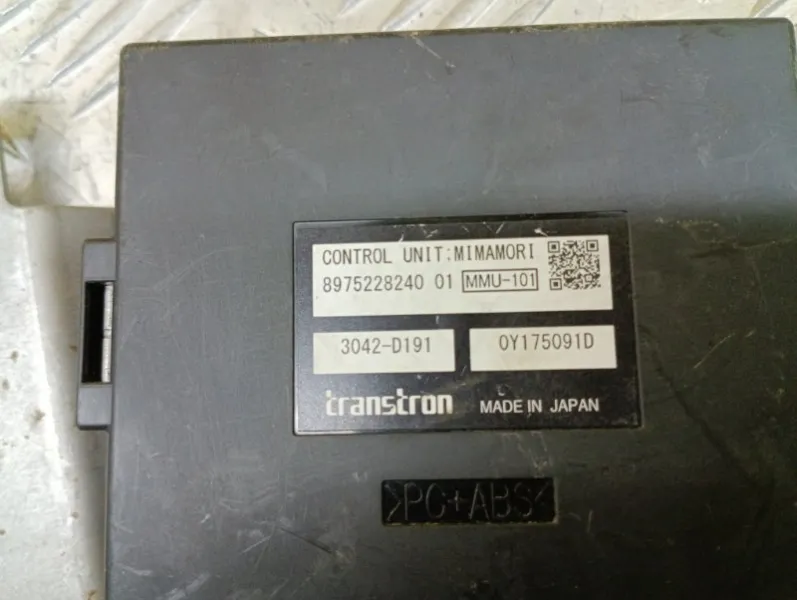 CONTROL UNIT:MIMAMORI
8975228240 01 MMU-101
3042-D191
0Y175091D
transtron MADE IN JAPAN
>PC+ABS<